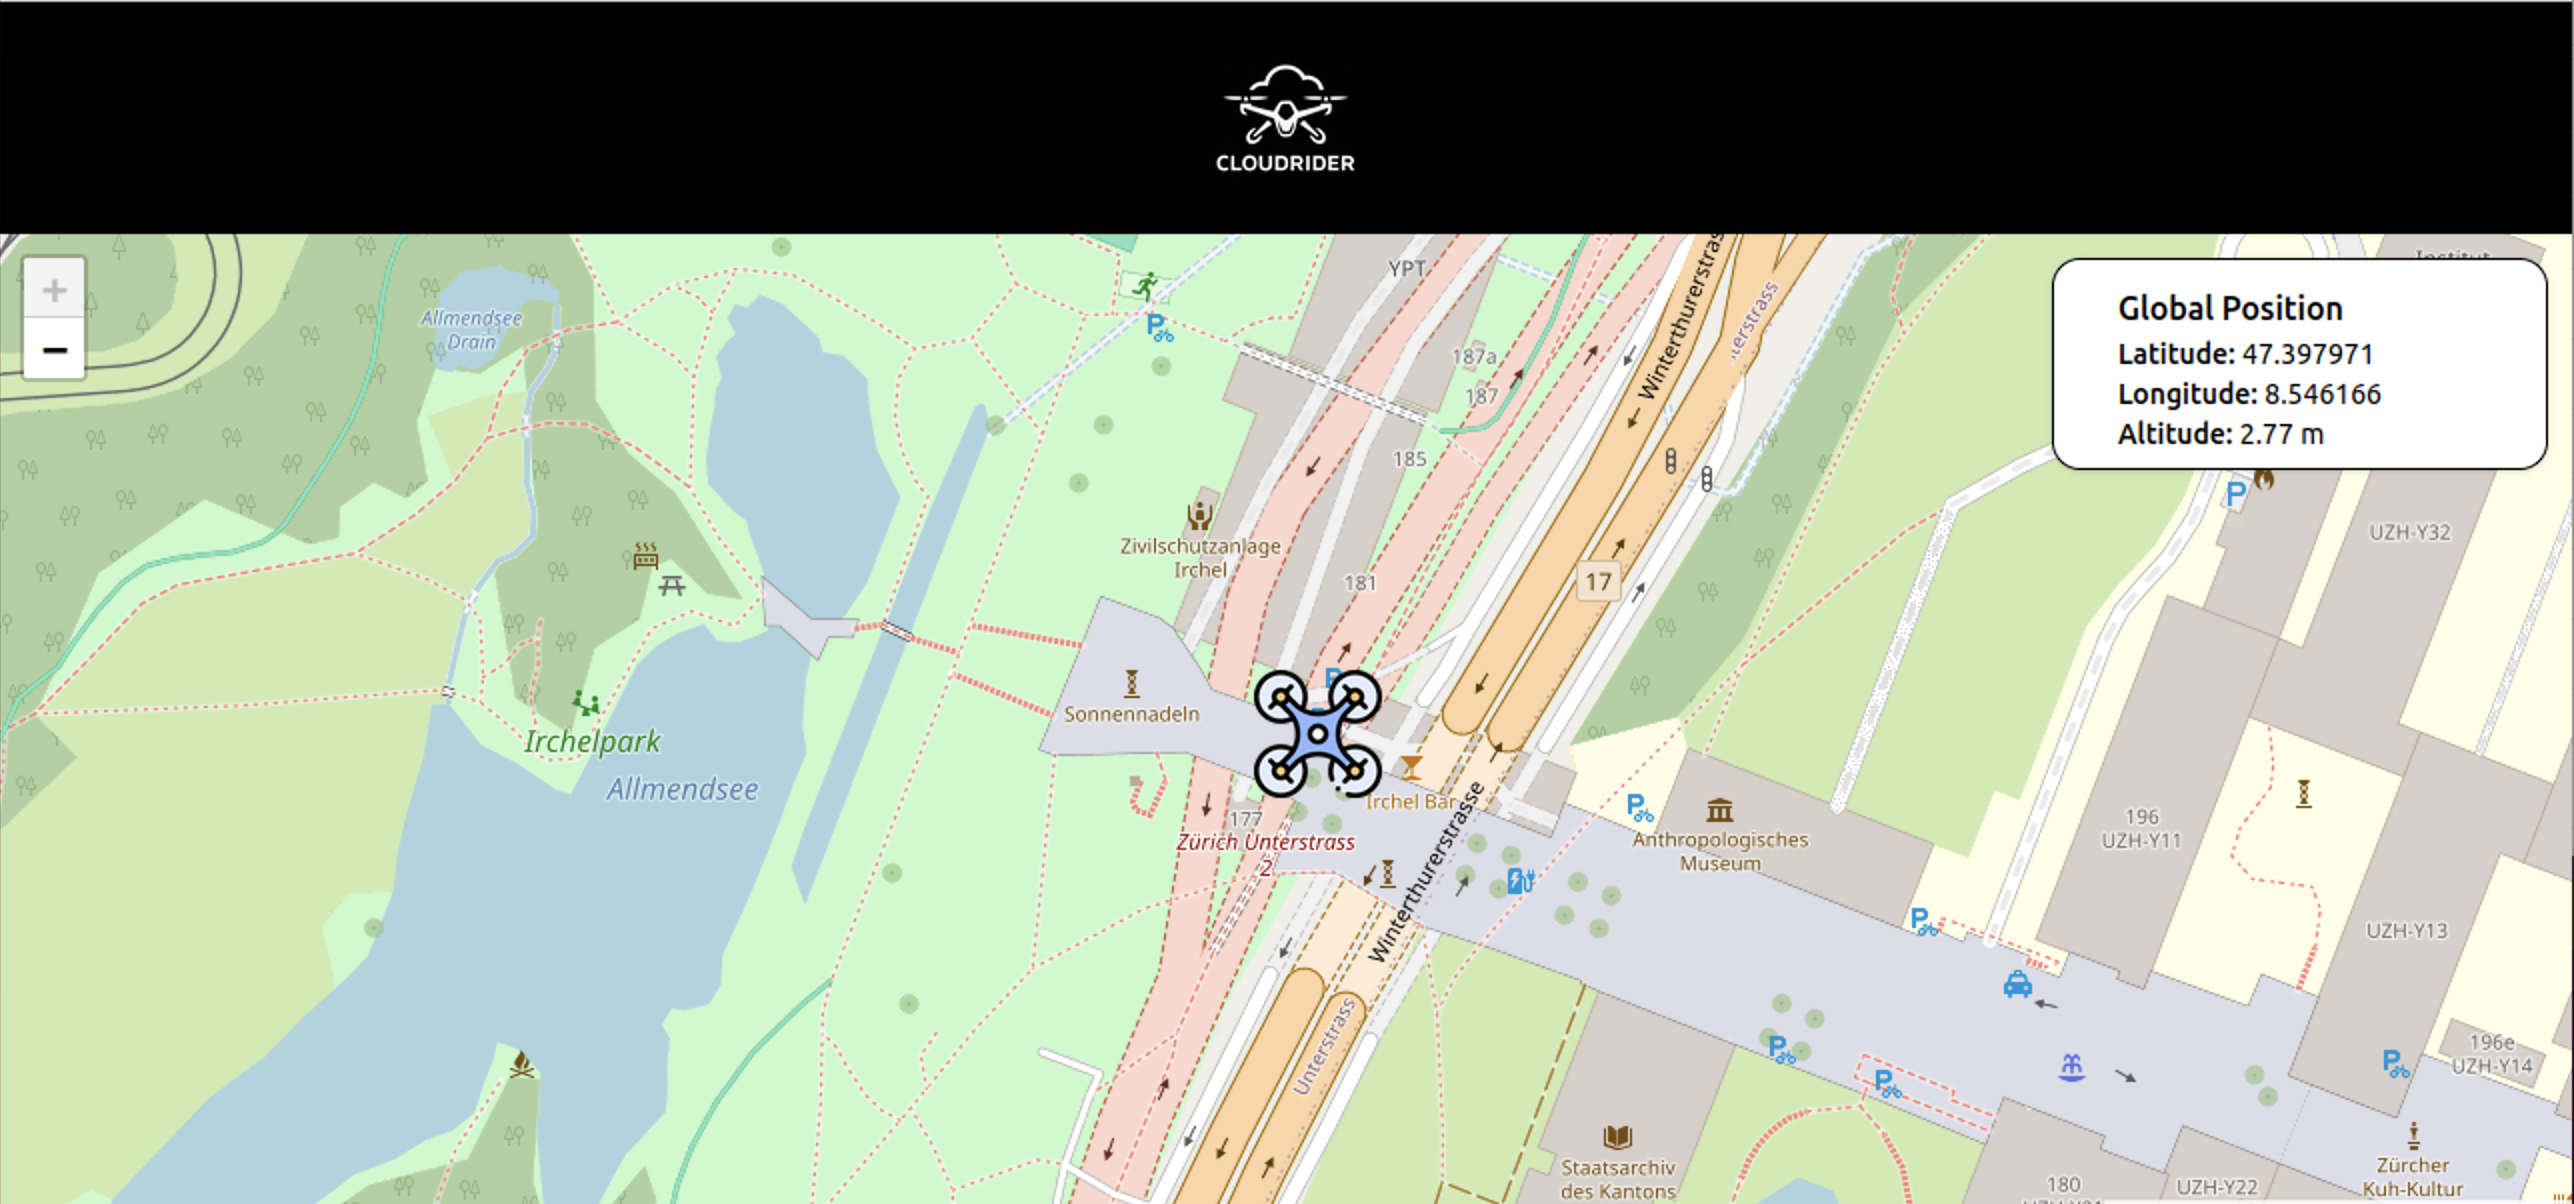 CLOUDRIDER
+
−
Global Position
Latitude: 47.397971
Longitude: 8.546166
Altitude: 2.77 m
Allmendsee
Drain
YPT
Winterthurerstrass
187a
187
185
Zivilschutzanlage
Irchel
181
17
UZH-Y32
P
Sonnennadeln
Irchelpark
Allmendsee
Irchel Bar
177
Zürich Unterstrass
2
Winterthurerstrasse
P
Anthropologisches
Museum
196
UZH-Y11
P
UZH-Y13
Unterstrass
P
P
P
196e
UZH-Y14
Staatsarchiv
des Kantons
180
UZH-Y22
Zürcher
Kuh-Kultur